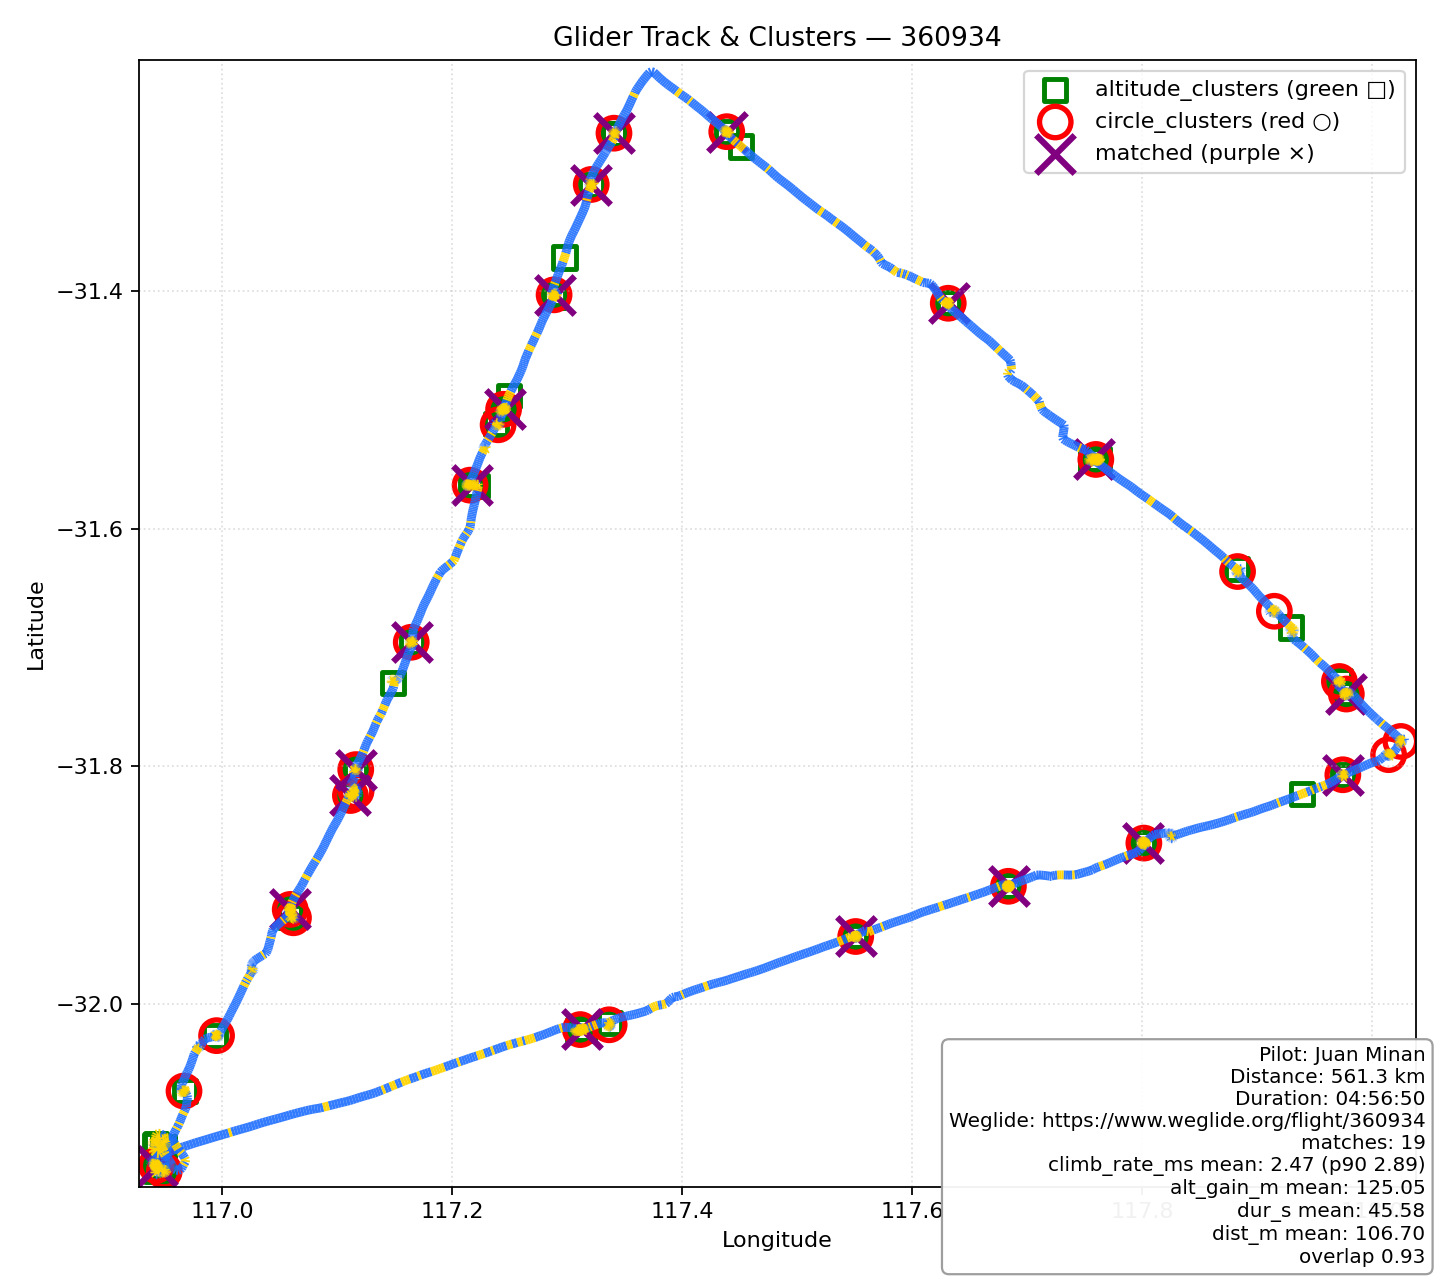 Glider Track & Clusters — 360934
altitude_clusters (green □)
circle_clusters (red ○)
matched (purple ×)
Latitude
−31.4
−31.6
−31.8
−32.0
117.0
117.2
117.4
117.6
117.8
Longitude
Pilot: Juan Minan
Distance: 561.3 km
Duration: 04:56:50
Weglide: https://www.weglide.org/flight/360934
matches: 19
climb_rate_ms mean: 2.47 (p90 2.89)
alt_gain_m mean: 125.05
dur_s mean: 45.58
dist_m mean: 106.70
overlap 0.93